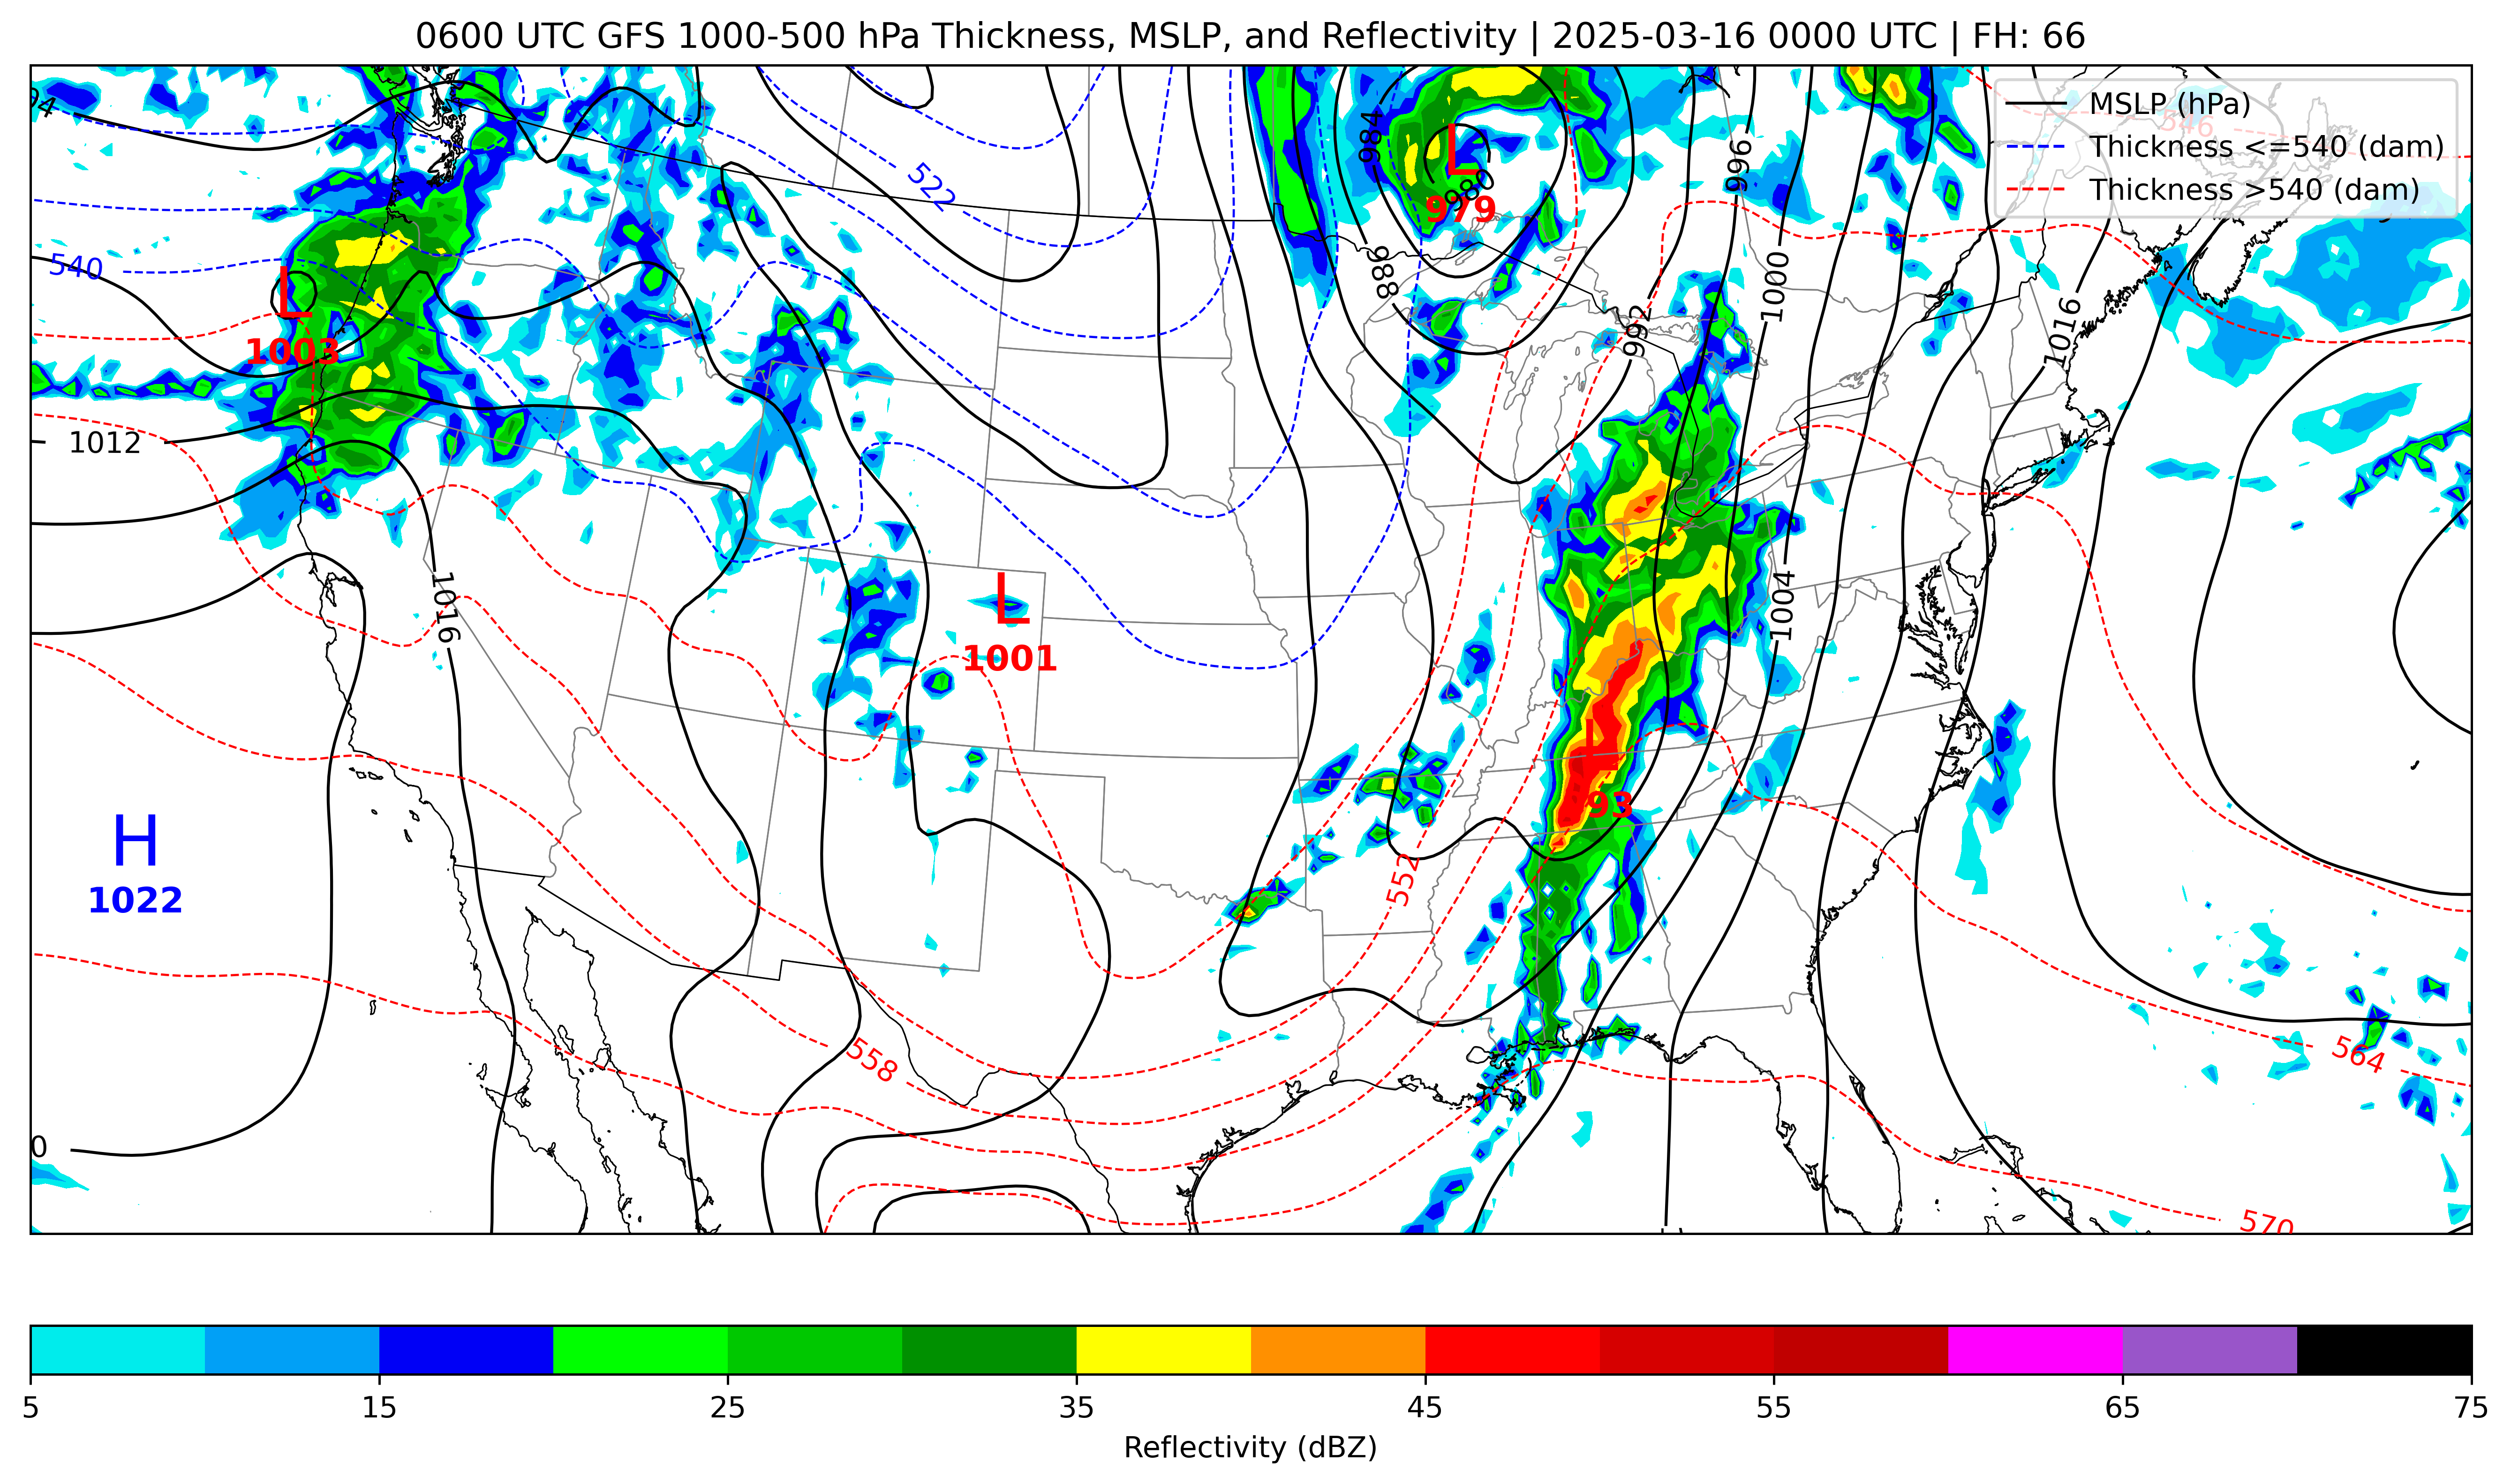 0600 UTC GFS 1000-500 hPa Thickness, MSLP, and Reflectivity | 2025-03-16 0000 UTC | FH: 66
MSLP (hPa)
Thickness <=540 (dam)
Thickness >540 (dam)
546
984
L
980
979
996
522
540
988
1000
L
1003
992
1016
1012
1016
L
1001
1004
L
93
552
H
1022
558
564
0
570
5 15 25 35 45 55 65 75
Reflectivity (dBZ)